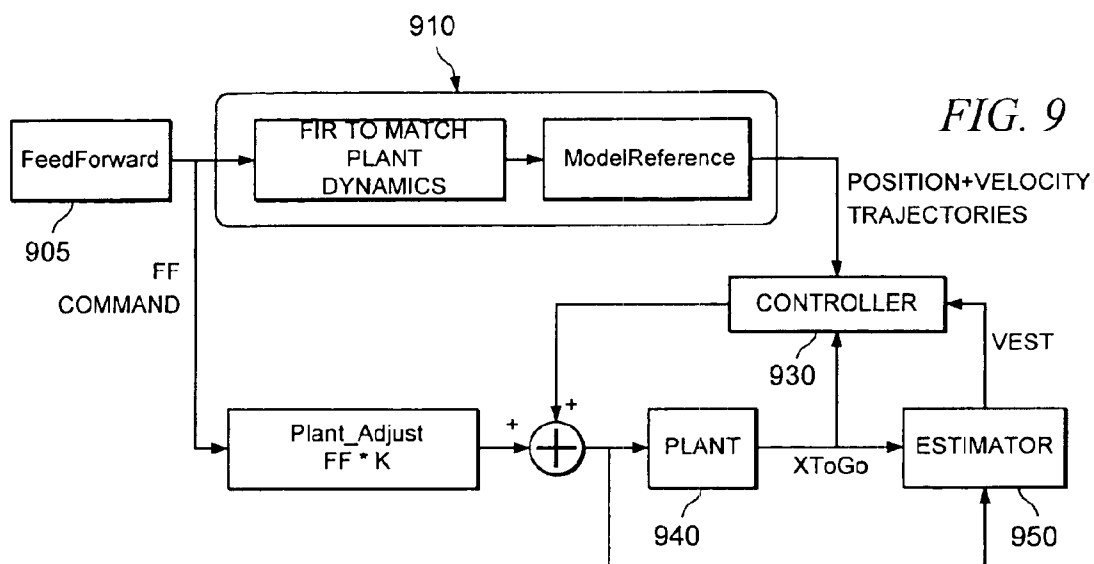 910
FIG. 9
FeedForward
FIR TO MATCH
PLANT
DYNAMICS
ModelReference
905
POSITION+VELOCITY
TRAJECTORIES
FF
COMMAND
CONTROLLER
930
VEST
Plant_Adjust
FF * K
+
+
PLANT
XToGo
ESTIMATOR
940
950